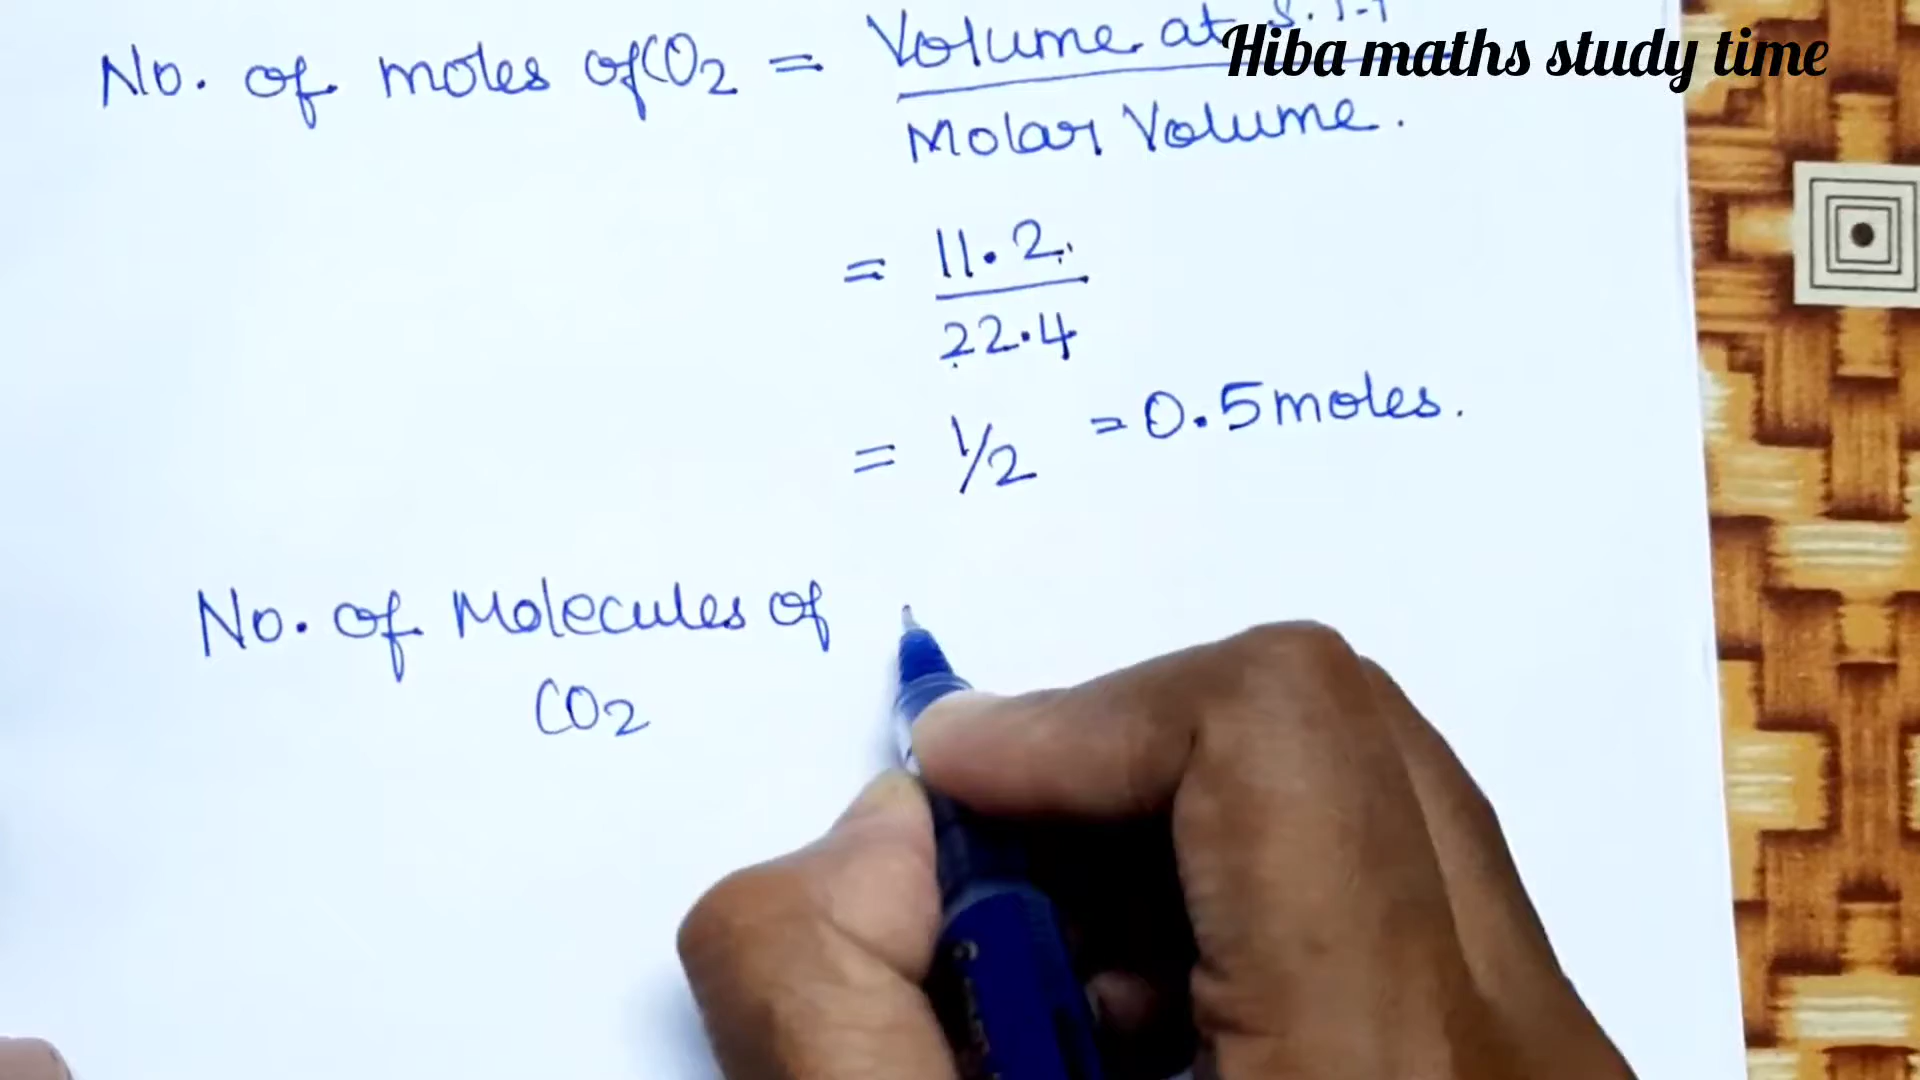 No. of moles of CO2 = Volume at S.T.P
Hiba maths study time
Molar Volume.
= 11.2
22.4
= 1/2 = 0.5 moles.
No. of Molecules of
CO2